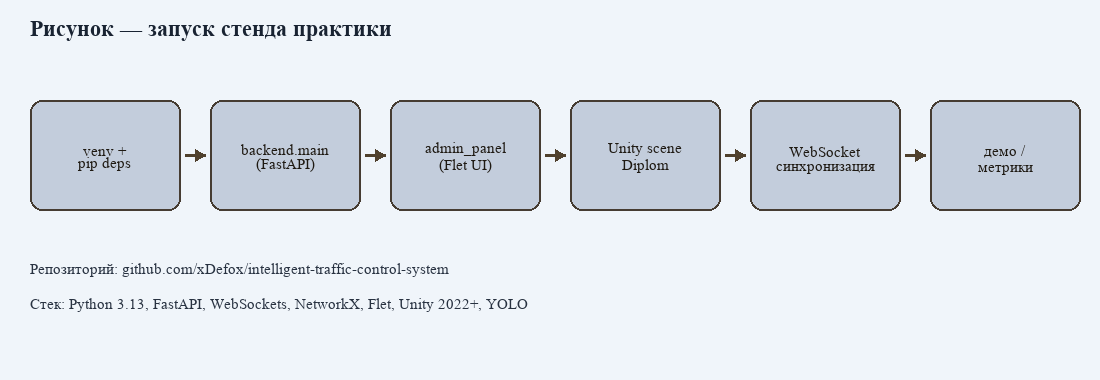 Рисунок — запуск стенда практики
venv +
pip deps
backend.main
(FastAPI)
admin_panel
(Flet UI)
Unity scene
Diplom
WebSocket
синхронизация
демо /
метрики
Репозиторий: github.com/xDefox/intelligent-traffic-control-system
Стек: Python 3.13, FastAPI, WebSockets, NetworkX, Flet, Unity 2022+, YOLO